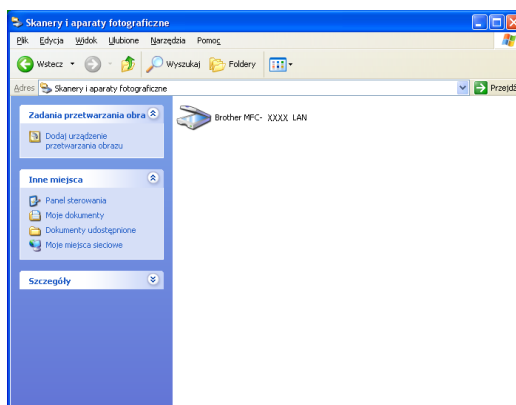 Skanery i aparaty fotograficzne
Plik Edycja Widok Ulubione Narzędzia Pomoc
Wstecz Wyszukaj Foldery
Adres Skanery i aparaty fotograficzne Przejdź
Zadania przetwarzania obra
Brother MFC- XXXX LAN
Dodaj urządzenie
przetwarzania obrazu
Inne miejsca
Panel sterowania
Moje dokumenty
Dokumenty udostępnione
Moje miejsca sieciowe
Szczegóły